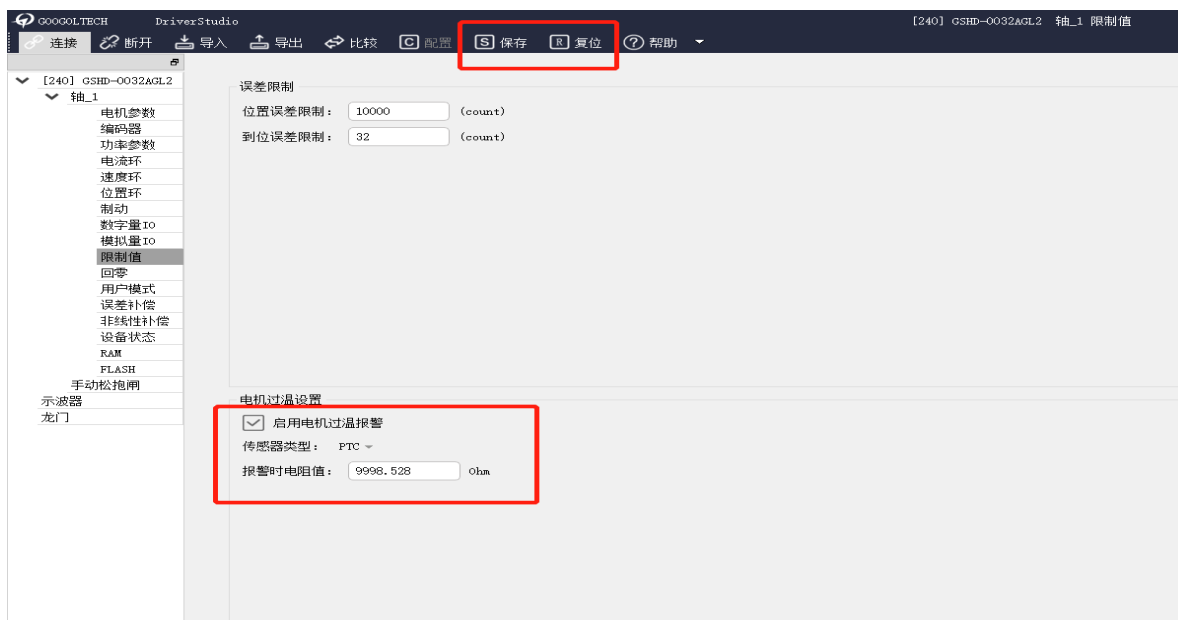 GOOGOLTECH DriverStudio [240] GSHD-0032AGL2 轴_1 限制值
连接 断开 导入 导出 比较 C 配置 S 保存 R 复位 ? 帮助
[240] GSHD-0032AGL2
轴_1
电机参数
编码器
功率参数
电流环
速度环
位置环
制动
数字量IO
模拟量IO
限制值
回零
用户模式
误差补偿
非线性补偿
设备状态
RAM
FLASH
手动松抱闸
示波器
龙门
误差限制
位置误差限制: 10000 (count)
到位误差限制: 32 (count)
电机过温设置
启用电机过温报警
传感器类型: PTC
报警时电阻值: 9998.528 Ohm